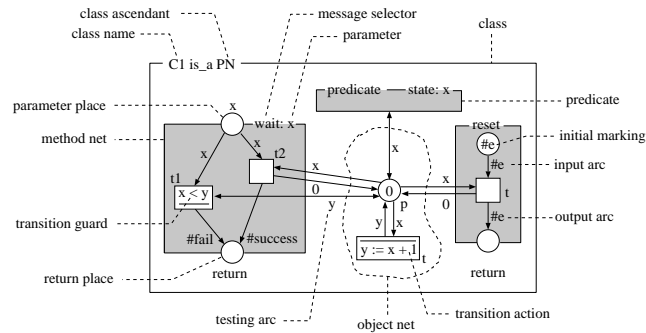 class ascendant
message selector
class name
parameter
class
C1 is_a PN
predicate state: x
parameter place
x
wait: x
predicate
method net
reset
initial marking
#e
x
x
t2
x
x
#e
input arc
t1
0
0
x
t
x < y
y
p
0
transition guard
y
x
#e
output arc
#fail
#success
y := x + 1
t
return place
return
return
testing arc
transition action
object net